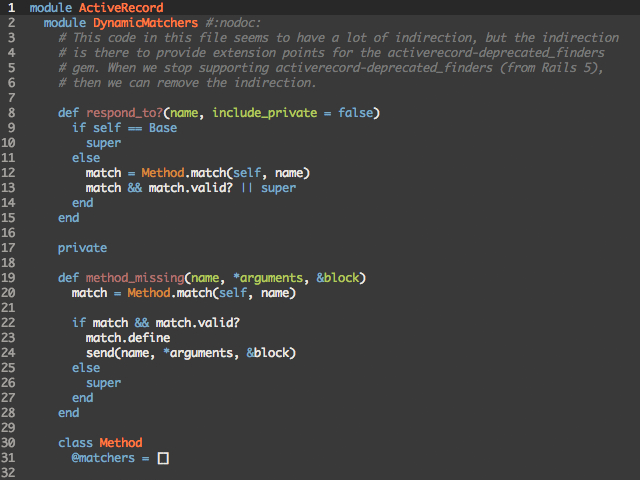 1 module ActiveRecord
2   module DynamicMatchers #:nodoc:
3     # This code in this file seems to have a lot of indirection, but the indirection
4     # is there to provide extension points for the activerecord-deprecated_finders
5     # gem. When we stop supporting activerecord-deprecated_finders (from Rails 5),
6     # then we can remove the indirection.
7
8     def respond_to?(name, include_private = false)
9       if self == Base
10         super
11       else
12         match = Method.match(self, name)
13         match && match.valid? || super
14       end
15     end
16
17     private
18
19     def method_missing(name, *arguments, &block)
20       match = Method.match(self, name)
21
22       if match && match.valid?
23         match.define
24         send(name, *arguments, &block)
25       else
26         super
27       end
28     end
29
30     class Method
31       @matchers = []
32